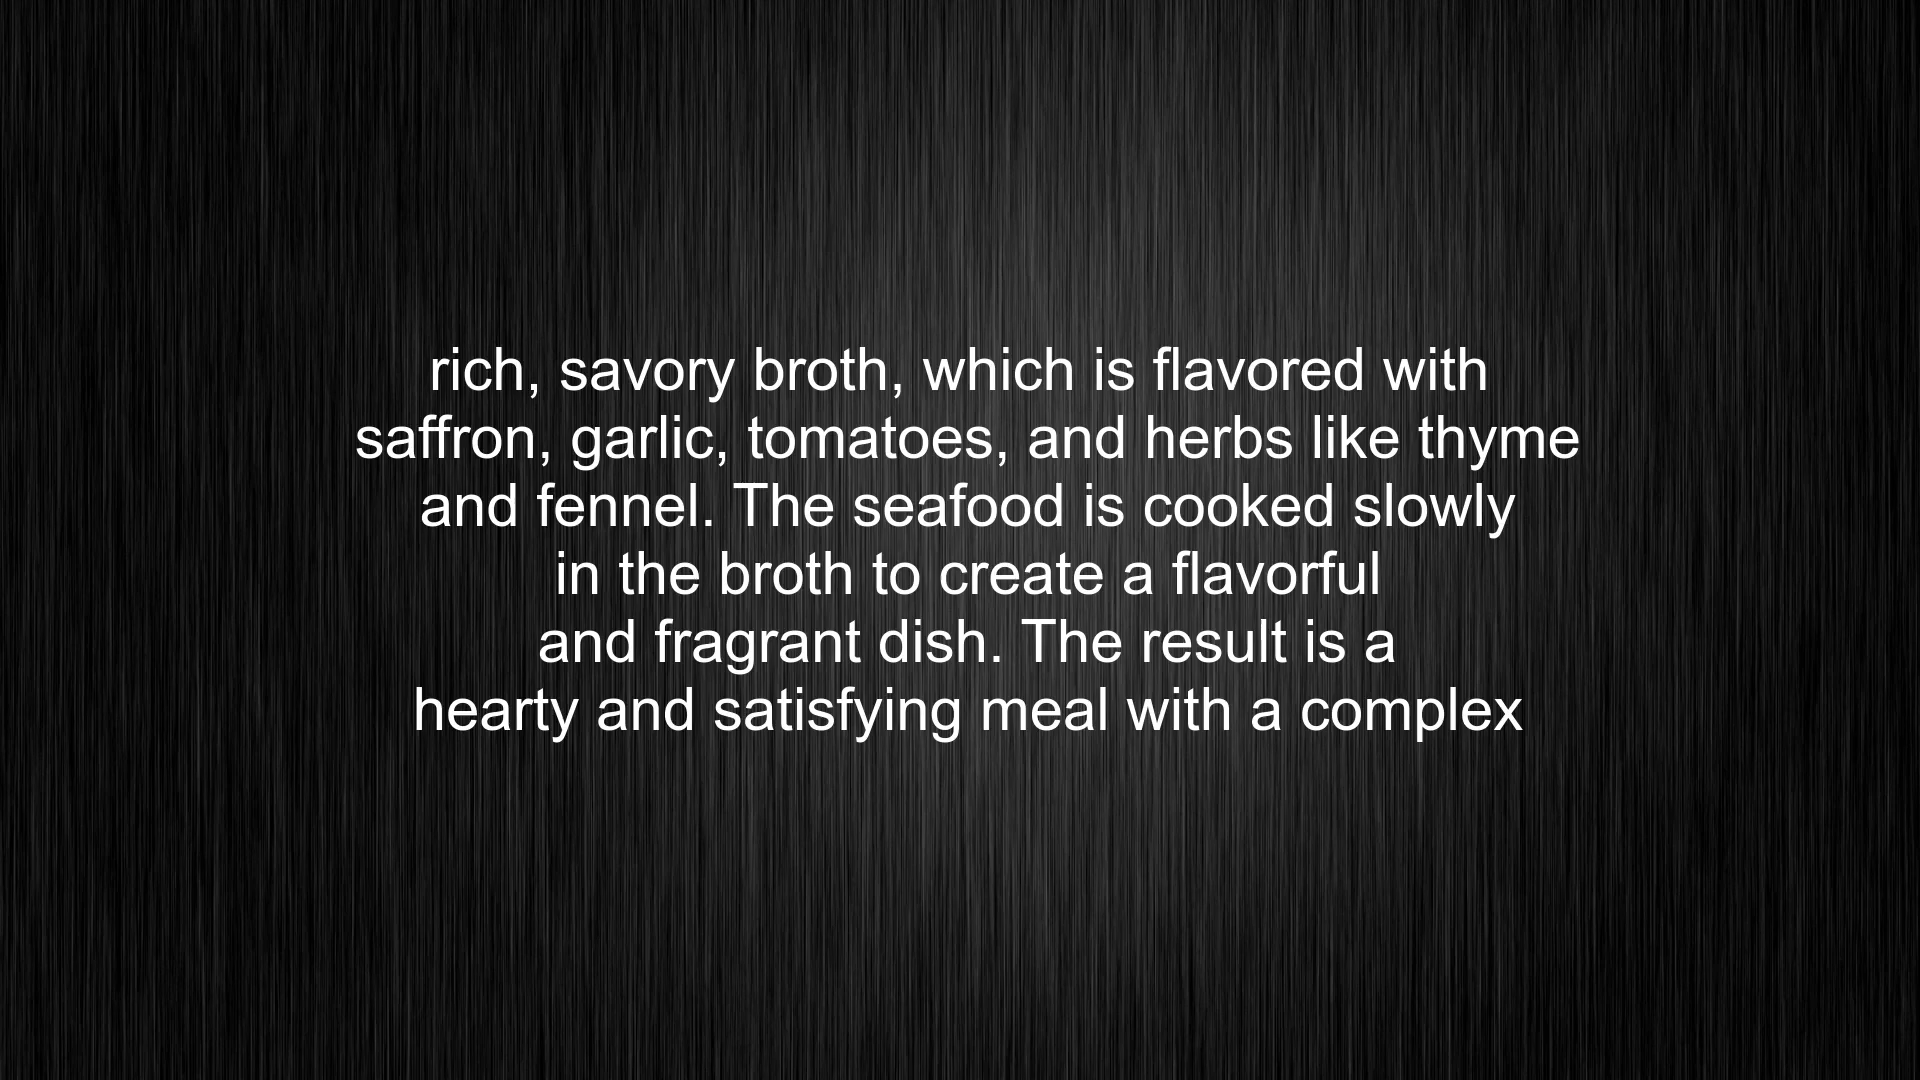 rich, savory broth, which is flavored with
saffron, garlic, tomatoes, and herbs like thyme
and fennel. The seafood is cooked slowly
in the broth to create a flavorful
and fragrant dish. The result is a
hearty and satisfying meal with a complex